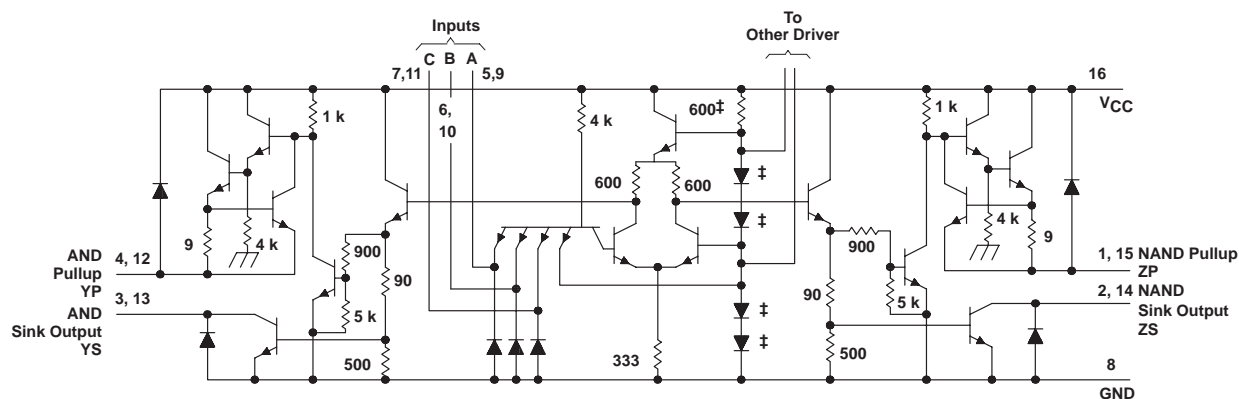 To
Other Driver
Inputs
C B A
7,11
5,9
16
VCC
6,
10
1 k
4 k
600‡
1 k
‡
600
600
‡
9
4 k
900
900
4 k
9
AND
Pullup
YP
4, 12
1, 15 NAND Pullup
ZP
90
90
3, 13
AND
Sink Output
YS
5 k
5 k
2, 14 NAND
Sink Output
ZS
‡
‡
500
333
500
8
GND